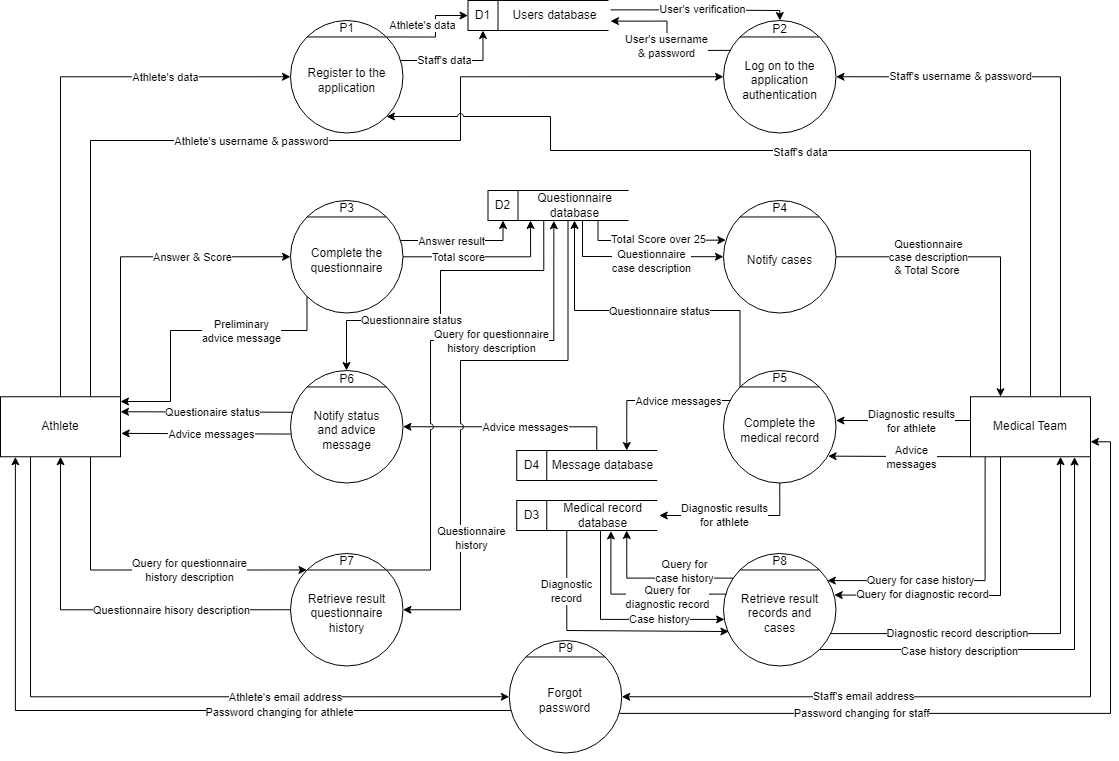 P1
Register to the
application
Athlete's data
Staff's data
D1
Users database
User's verification
User's username
& password
P2
Log on to the
application
authentication
Athlete's data
Staff's username & password
Athlete's username & password
Staff's data
P3
Complete the
questionnaire
D2
Questionnaire
database
P4
Notify cases
Answer result
Total score
Total Score over 25
Questionnaire
case description
Questionnaire
case description
& Total Score
Answer & Score
Preliminary
advice message
Questionnaire status
Query for questionnaire
history description
Questionnaire status
P6
Notify status
and advice
message
P5
Complete the
medical record
Athlete
Medical Team
Questionaire status
Advice messages
Advice messages
Advice messages
Diagnostic results
for athlete
Advice
messages
D4
Message database
D3
Medical record
database
Diagnostic results
for athlete
Questionnaire
history
P7
Retrieve result
questionnaire
history
Query for questionnaire
history description
Questionnaire hisory description
Diagnostic
record
Query for
case history
Query for
diagnostic record
Case history
P8
Retrieve result
records and
cases
Query for case history
Query for diagnostic record
Diagnostic record description
Case history description
P9
Forgot
password
Athlete's email address
Password changing for athlete
Staff's email address
Password changing for staff